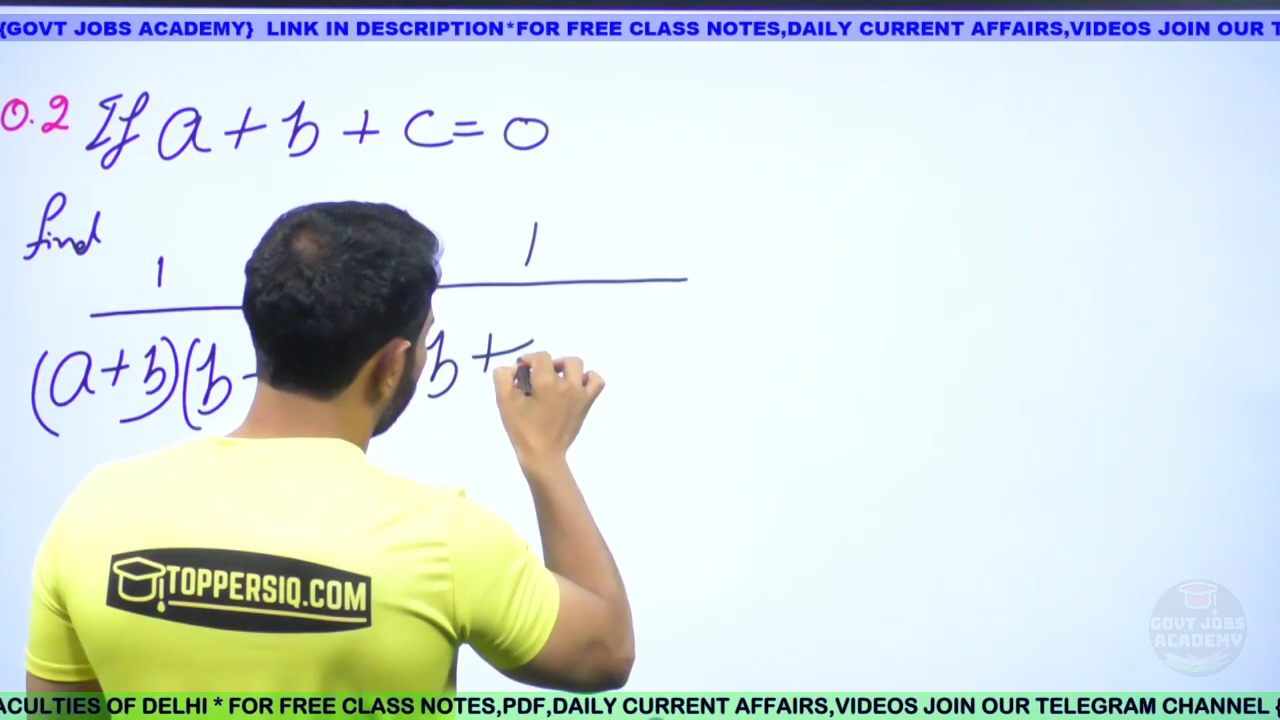 {GOVT JOBS ACADEMY} LINK IN DESCRIPTION*FOR FREE CLASS NOTES,DAILY CURRENT AFFAIRS,VIDEOS JOIN OUR T
Q.2 If a + b + c = 0
find
1 1
(a+b)(b- b +
TOPPERSIQ.COM
GOVT JOBS
ACADEMY
ACULTIES OF DELHI * FOR FREE CLASS NOTES,PDF,DAILY CURRENT AFFAIRS,VIDEOS JOIN OUR TELEGRAM CHANNEL {